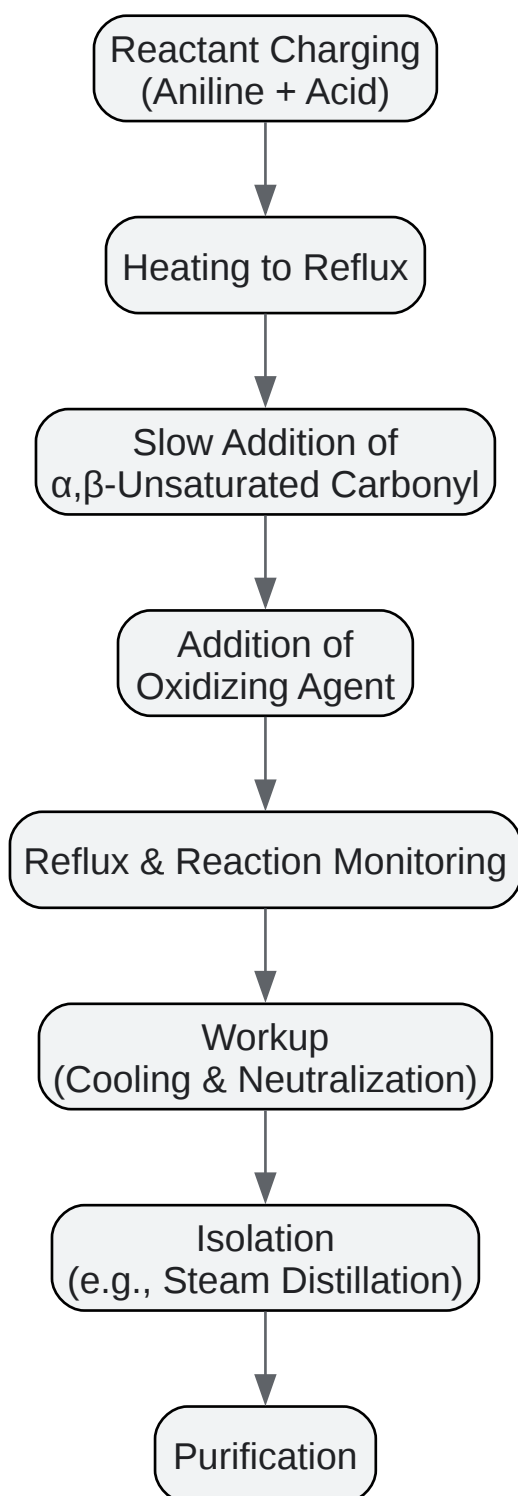 Reactant Charging
(Aniline + Acid)
Heating to Reflux
Slow Addition of
α,β-Unsaturated Carbonyl
Addition of
Oxidizing Agent
Reflux & Reaction Monitoring
Workup
(Cooling & Neutralization)
Isolation
(e.g., Steam Distillation)
Purification